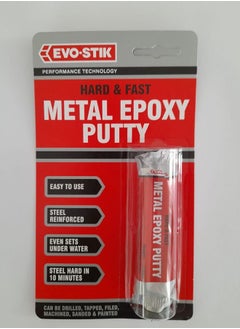 EVO-STIK
PERFORMANCE TECHNOLOGY
HARD & FAST
METAL EPOXY
PUTTY
EASY TO USE
STEEL
REINFORCED
EVEN SETS
UNDER WATER
STEEL HARD IN
10 MINUTES
METAL EPOXY PUTTY
CAN BE DRILLED, TAPPED, FILED,
MACHINED, SANDED & PAINTED